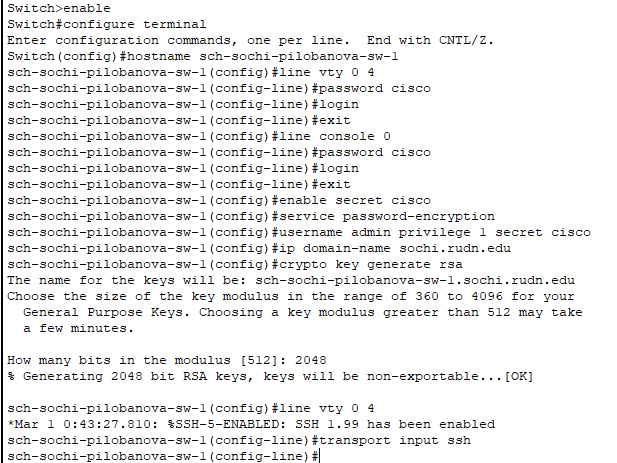 Switch>enable
Switch#configure terminal
Enter configuration commands, one per line.  End with CNTL/Z.
Switch(config)#hostname sch-sochi-pilobanova-sw-1
sch-sochi-pilobanova-sw-1(config)#line vty 0 4
sch-sochi-pilobanova-sw-1(config-line)#password cisco
sch-sochi-pilobanova-sw-1(config-line)#login
sch-sochi-pilobanova-sw-1(config-line)#exit
sch-sochi-pilobanova-sw-1(config)#line console 0
sch-sochi-pilobanova-sw-1(config-line)#password cisco
sch-sochi-pilobanova-sw-1(config-line)#login
sch-sochi-pilobanova-sw-1(config-line)#exit
sch-sochi-pilobanova-sw-1(config)#enable secret cisco
sch-sochi-pilobanova-sw-1(config)#service password-encryption
sch-sochi-pilobanova-sw-1(config)#username admin privilege 1 secret cisco
sch-sochi-pilobanova-sw-1(config)#ip domain-name sochi.rudn.edu
sch-sochi-pilobanova-sw-1(config)#crypto key generate rsa
The name for the keys will be: sch-sochi-pilobanova-sw-1.sochi.rudn.edu
Choose the size of the key modulus in the range of 360 to 4096 for your
  General Purpose Keys. Choosing a key modulus greater than 512 may take
  a few minutes.

How many bits in the modulus [512]: 2048
% Generating 2048 bit RSA keys, keys will be non-exportable...[OK]

sch-sochi-pilobanova-sw-1(config)#line vty 0 4
*Mar 1 0:43:27.810: %SSH-5-ENABLED: SSH 1.99 has been enabled
sch-sochi-pilobanova-sw-1(config-line)#transport input ssh
sch-sochi-pilobanova-sw-1(config-line)#